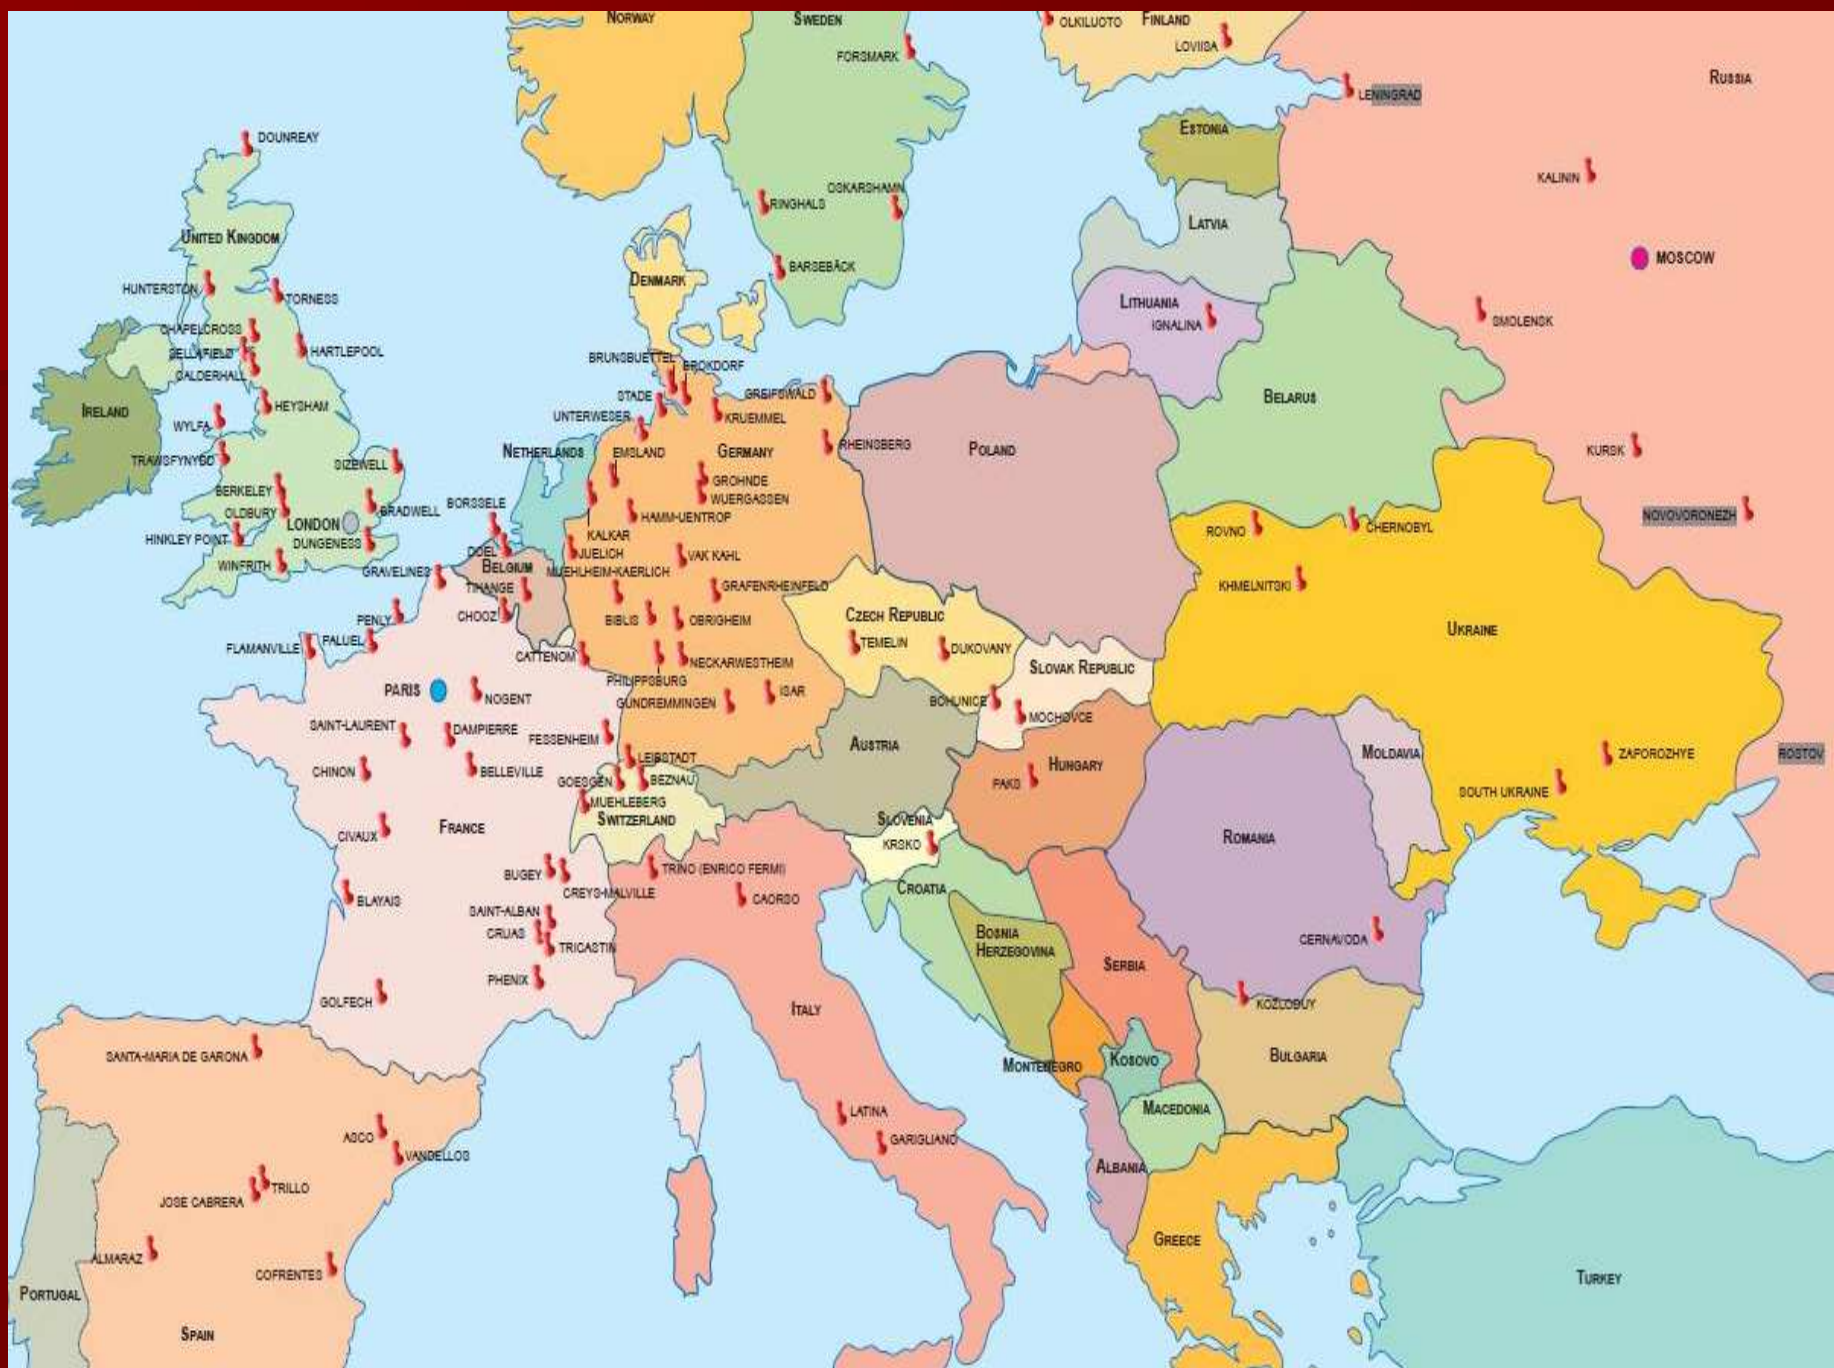 NORWAY
SWEDEN
OLKILUOTO
FINLAND
LOVIISA
FORSMARK
RUSSIA
LENINGRAD
ESTONIA
DOUNREAY
KALININ
OSKARSHAMN
RINGHALS
LATVIA
UNITED KINGDOM
MOSCOW
BARSEBÄCK
DENMARK
HUNTERSTON
TORNESS
LITHUANIA
IGNALINA
SMOLENSK
CHAPELCROSS
SELLAFIELD
HARTLEPOOL
CALDERHALL
BRUNSBUETTEL
BROKDORF
STADE
GREIFSWALD
BELARUS
IRELAND
HEYSHAM
UNTERWESER
KRUEMMEL
WYLFA
RHEINSBERG
NETHERLANDS
EMSLAND
GERMANY
POLAND
KURSK
TRAWSFYNYDD
SIZEWELL
GROHNDE
WUERGASSEN
BERKELEY
OLDBURY
BRADWELL
BORSSELE
HAMM-UENTROP
NOVOVORONEZH
LONDON
ROVNO
CHERNOBYL
HINKLEY POINT
DUNGENESS
KALKAR
DOEL
JUELICH
VAK KAHL
WINFRITH
GRAVELINES
BELGIUM
MUEHLHEIM-KAERLICH
TIHANGE
GRAFENRHEINFELD
KHMELNITSKI
PENLY
CHOOZ
BIBLIS
OBRIGHEIM
CZECH REPUBLIC
UKRAINE
FLAMANVILLE
PALUEL
CATTENOM
NECKARWESTHEIM
TEMELIN
DUKOVANY
SLOVAK REPUBLIC
PHILIPPSBURG
PARIS
NOGENT
GUNDREMMINGEN
ISAR
BOHUNICE
MOCHOVCE
SAINT-LAURENT
DAMPIERRE
FESSENHEIM
AUSTRIA
MOLDAVIA
ZAPOROZHYE
ROSTOV
LEIBSTADT
CHINON
BELLEVILLE
GOESGEN
BEZNAU
HUNGARY
PAKS
SOUTH UKRAINE
MUEHLEBERG
SWITZERLAND
SLOVENIA
FRANCE
CIVAUX
KRSKO
ROMANIA
BUGEY
TRINO (ENRICO FERMI)
CREYS-MALVILLE
CROATIA
BLAYAIS
CAORSO
SAINT-ALBAN
CRUAS
TRICASTIN
BOSNIA
HERZEGOVINA
CERNAVODA
SERBIA
PHENIX
GOLFECH
ITALY
KOZLODUY
SANTA-MARIA DE GARONA
BULGARIA
MONTENEGRO
KOSOVO
LATINA
MACEDONIA
ASCO
GARIGLIANO
VANDELLOS
ALBANIA
TRILLO
JOSE CABRERA
ALMARAZ
GREECE
COFRENTES
TURKEY
PORTUGAL
SPAIN